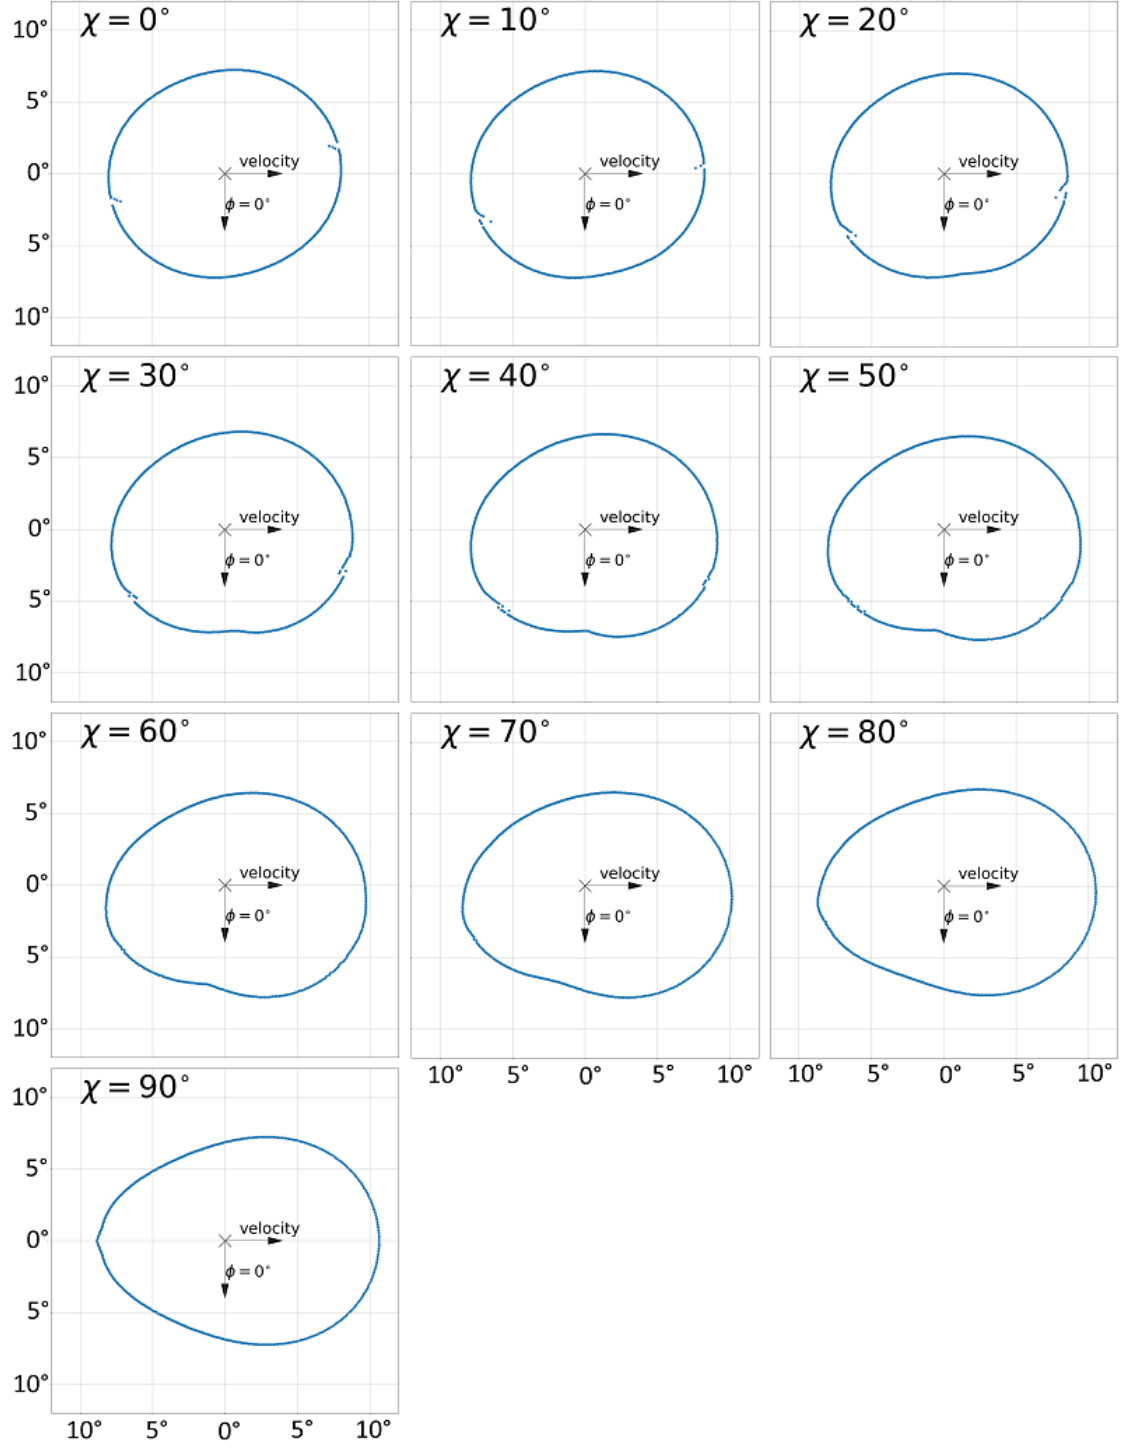 χ = 0°
χ = 10°
χ = 20°
10°
5°
0°
5°
10°
velocity
ϕ = 0°
velocity
ϕ = 0°
velocity
ϕ = 0°
χ = 30°
χ = 40°
χ = 50°
10°
5°
0°
5°
10°
velocity
ϕ = 0°
velocity
ϕ = 0°
velocity
ϕ = 0°
χ = 60°
χ = 70°
χ = 80°
10°
5°
0°
5°
10°
velocity
ϕ = 0°
velocity
ϕ = 0°
velocity
ϕ = 0°
10° 5° 0° 5° 10°
10° 5° 0° 5° 10°
χ = 90°
10°
5°
0°
5°
10°
velocity
ϕ = 0°
10° 5° 0° 5° 10°